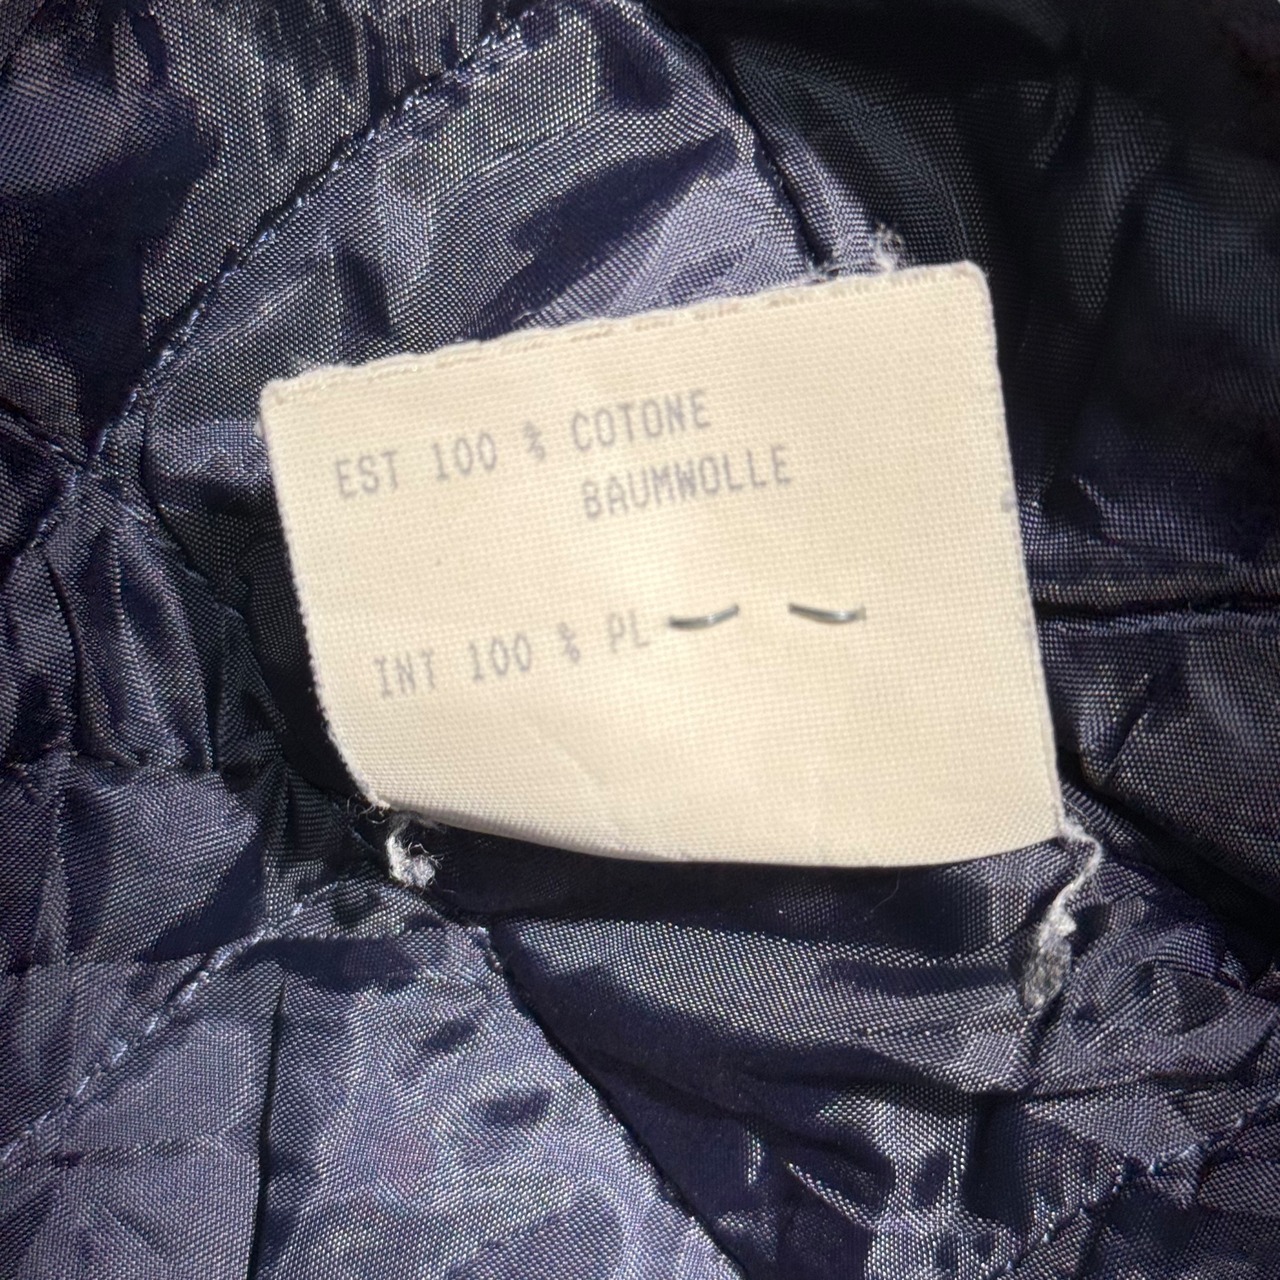 EST 100 % COTONE
BAUMWOLLE
INT 100 % PL